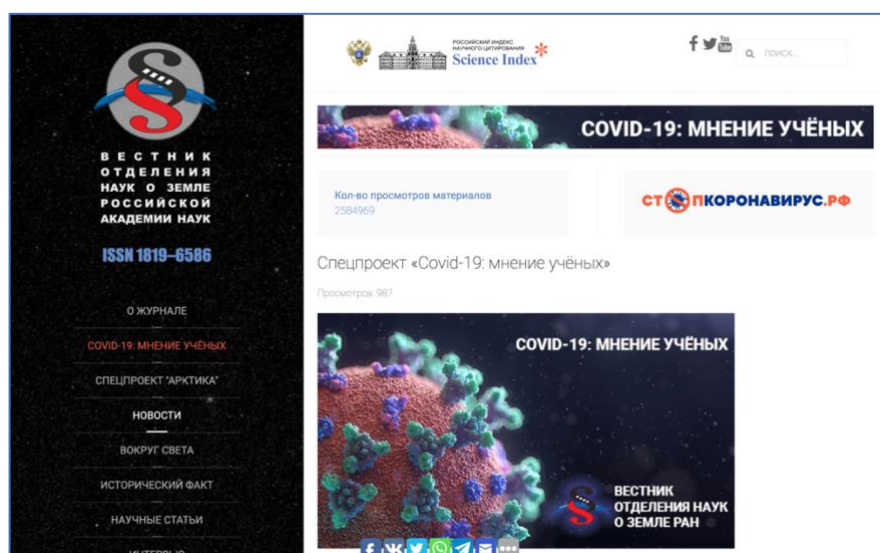 ВЕСТНИК
ОТДЕЛЕНИЯ
НАУК О ЗЕМЛЕ
РОССИЙСКОЙ
АКАДЕМИИ НАУК
ISSN 1819–6586
О ЖУРНАЛЕ
COVID-19: МНЕНИЕ УЧЁНЫХ
СПЕЦПРОЕКТ "АРКТИКА"
НОВОСТИ
ВОКРУГ СВЕТА
ИСТОРИЧЕСКИЙ ФАКТ
НАУЧНЫЕ СТАТЬИ
ИНТЕРВЬЮ
РОССИЙСКИЙ ИНДЕКС
НАУЧНОГО ЦИТИРОВАНИЯ
Science Index
You
Tube
поиск...
COVID-19: МНЕНИЕ УЧЁНЫХ
Кол-во просмотров материалов
2584969
СТОПКОРОНАВИРУС.РФ
Спецпроект «Covid-19: мнение учёных»
Просмотров: 987
COVID-19: МНЕНИЕ УЧЁНЫХ
ВЕСТНИК
ОТДЕЛЕНИЯ НАУК
О ЗЕМЛЕ РАН